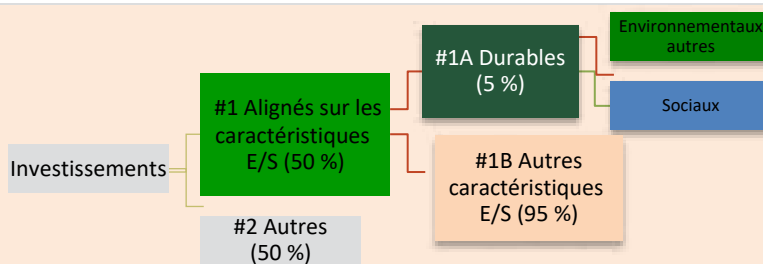 Investissements
#1 Alignés sur les
caractéristiques
E/S (50 %)
#2 Autres
(50 %)
#1A Durables
(5 %)
#1B Autres
caractéristiques
E/S (95 %)
Environnementaux
autres
Sociaux